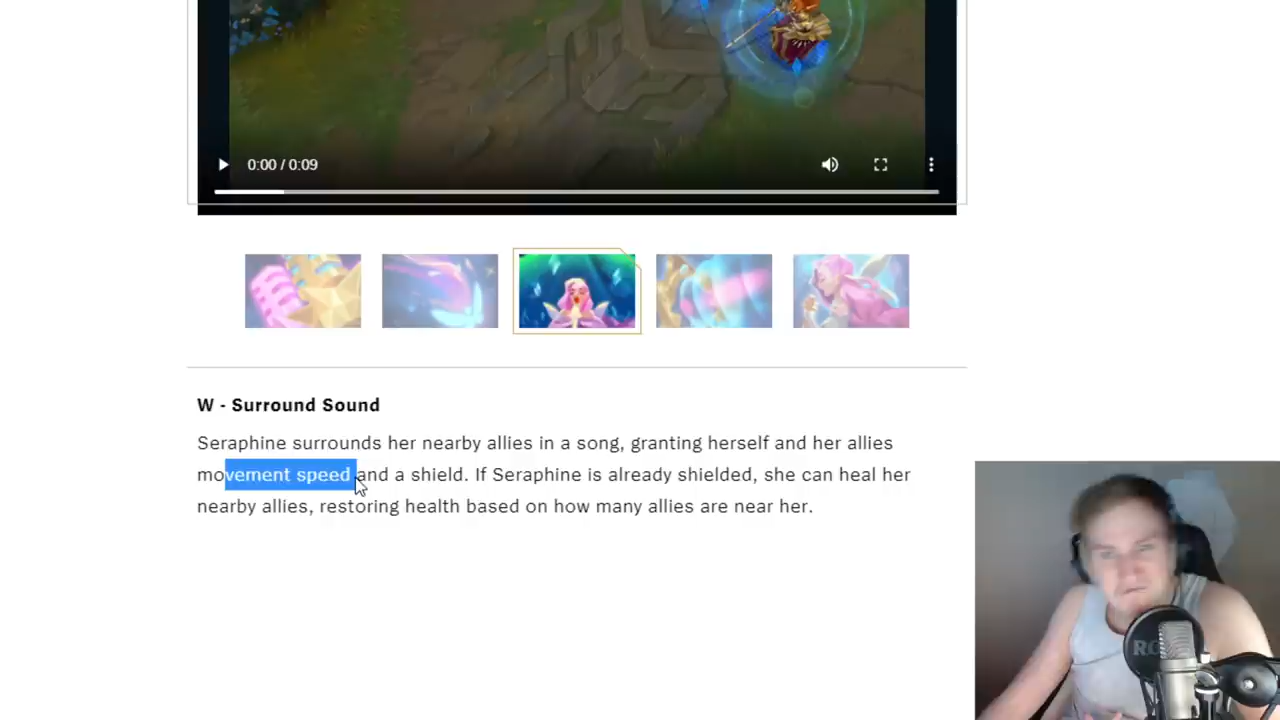 0:00 / 0:09
W - Surround Sound
Seraphine surrounds her nearby allies in a song, granting herself and her allies
movement speed and a shield. If Seraphine is already shielded, she can heal her
nearby allies, restoring health based on how many allies are near her.